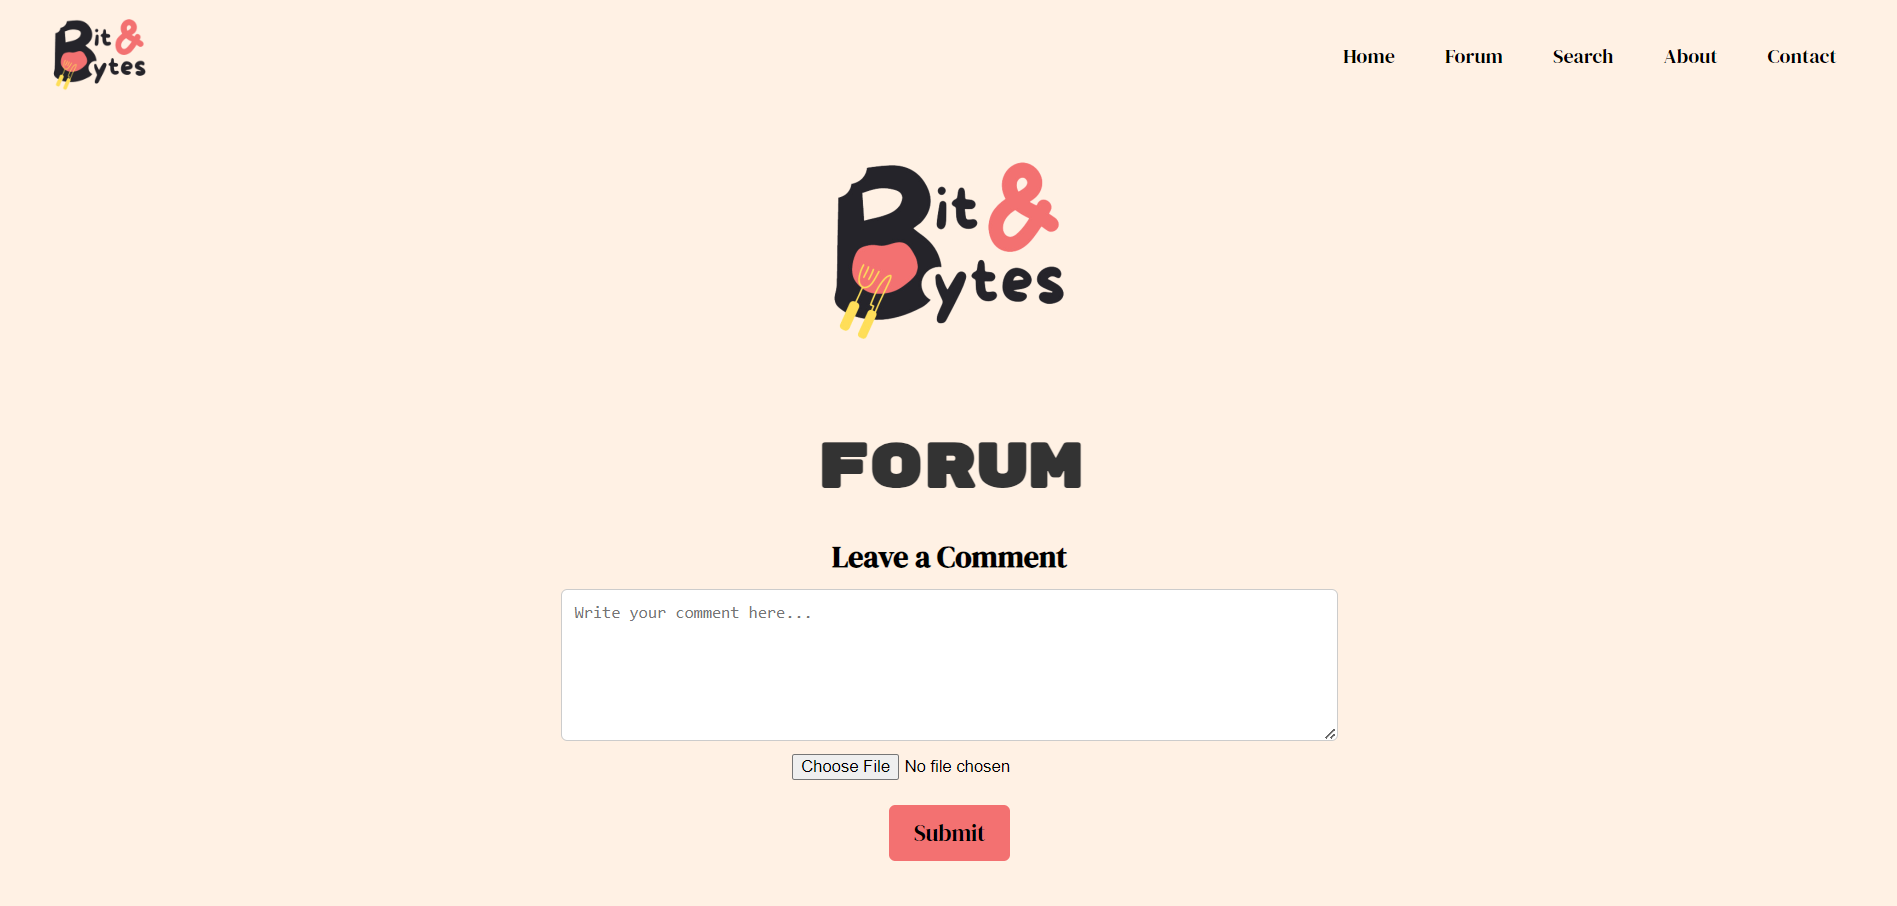 Bit &
Bytes
Home Forum Search About Contact
Bit &
Bytes
FORUM
Leave a Comment
Write your comment here...
Choose File No file chosen
Submit